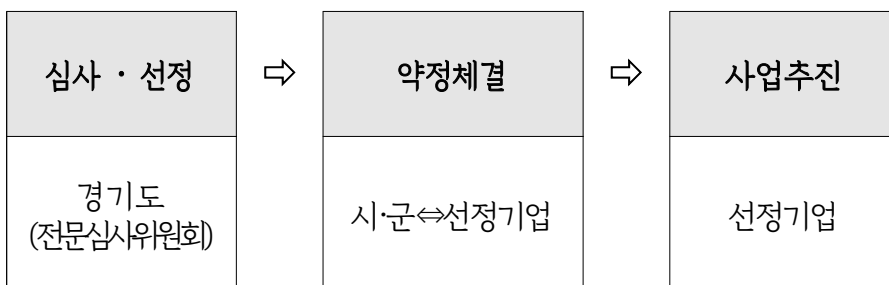 심사 · 선정 ⇨ 약정체결 ⇨ 사업추진
경기도
(전문심사위원회)
시·군⇔선정기업
선정기업